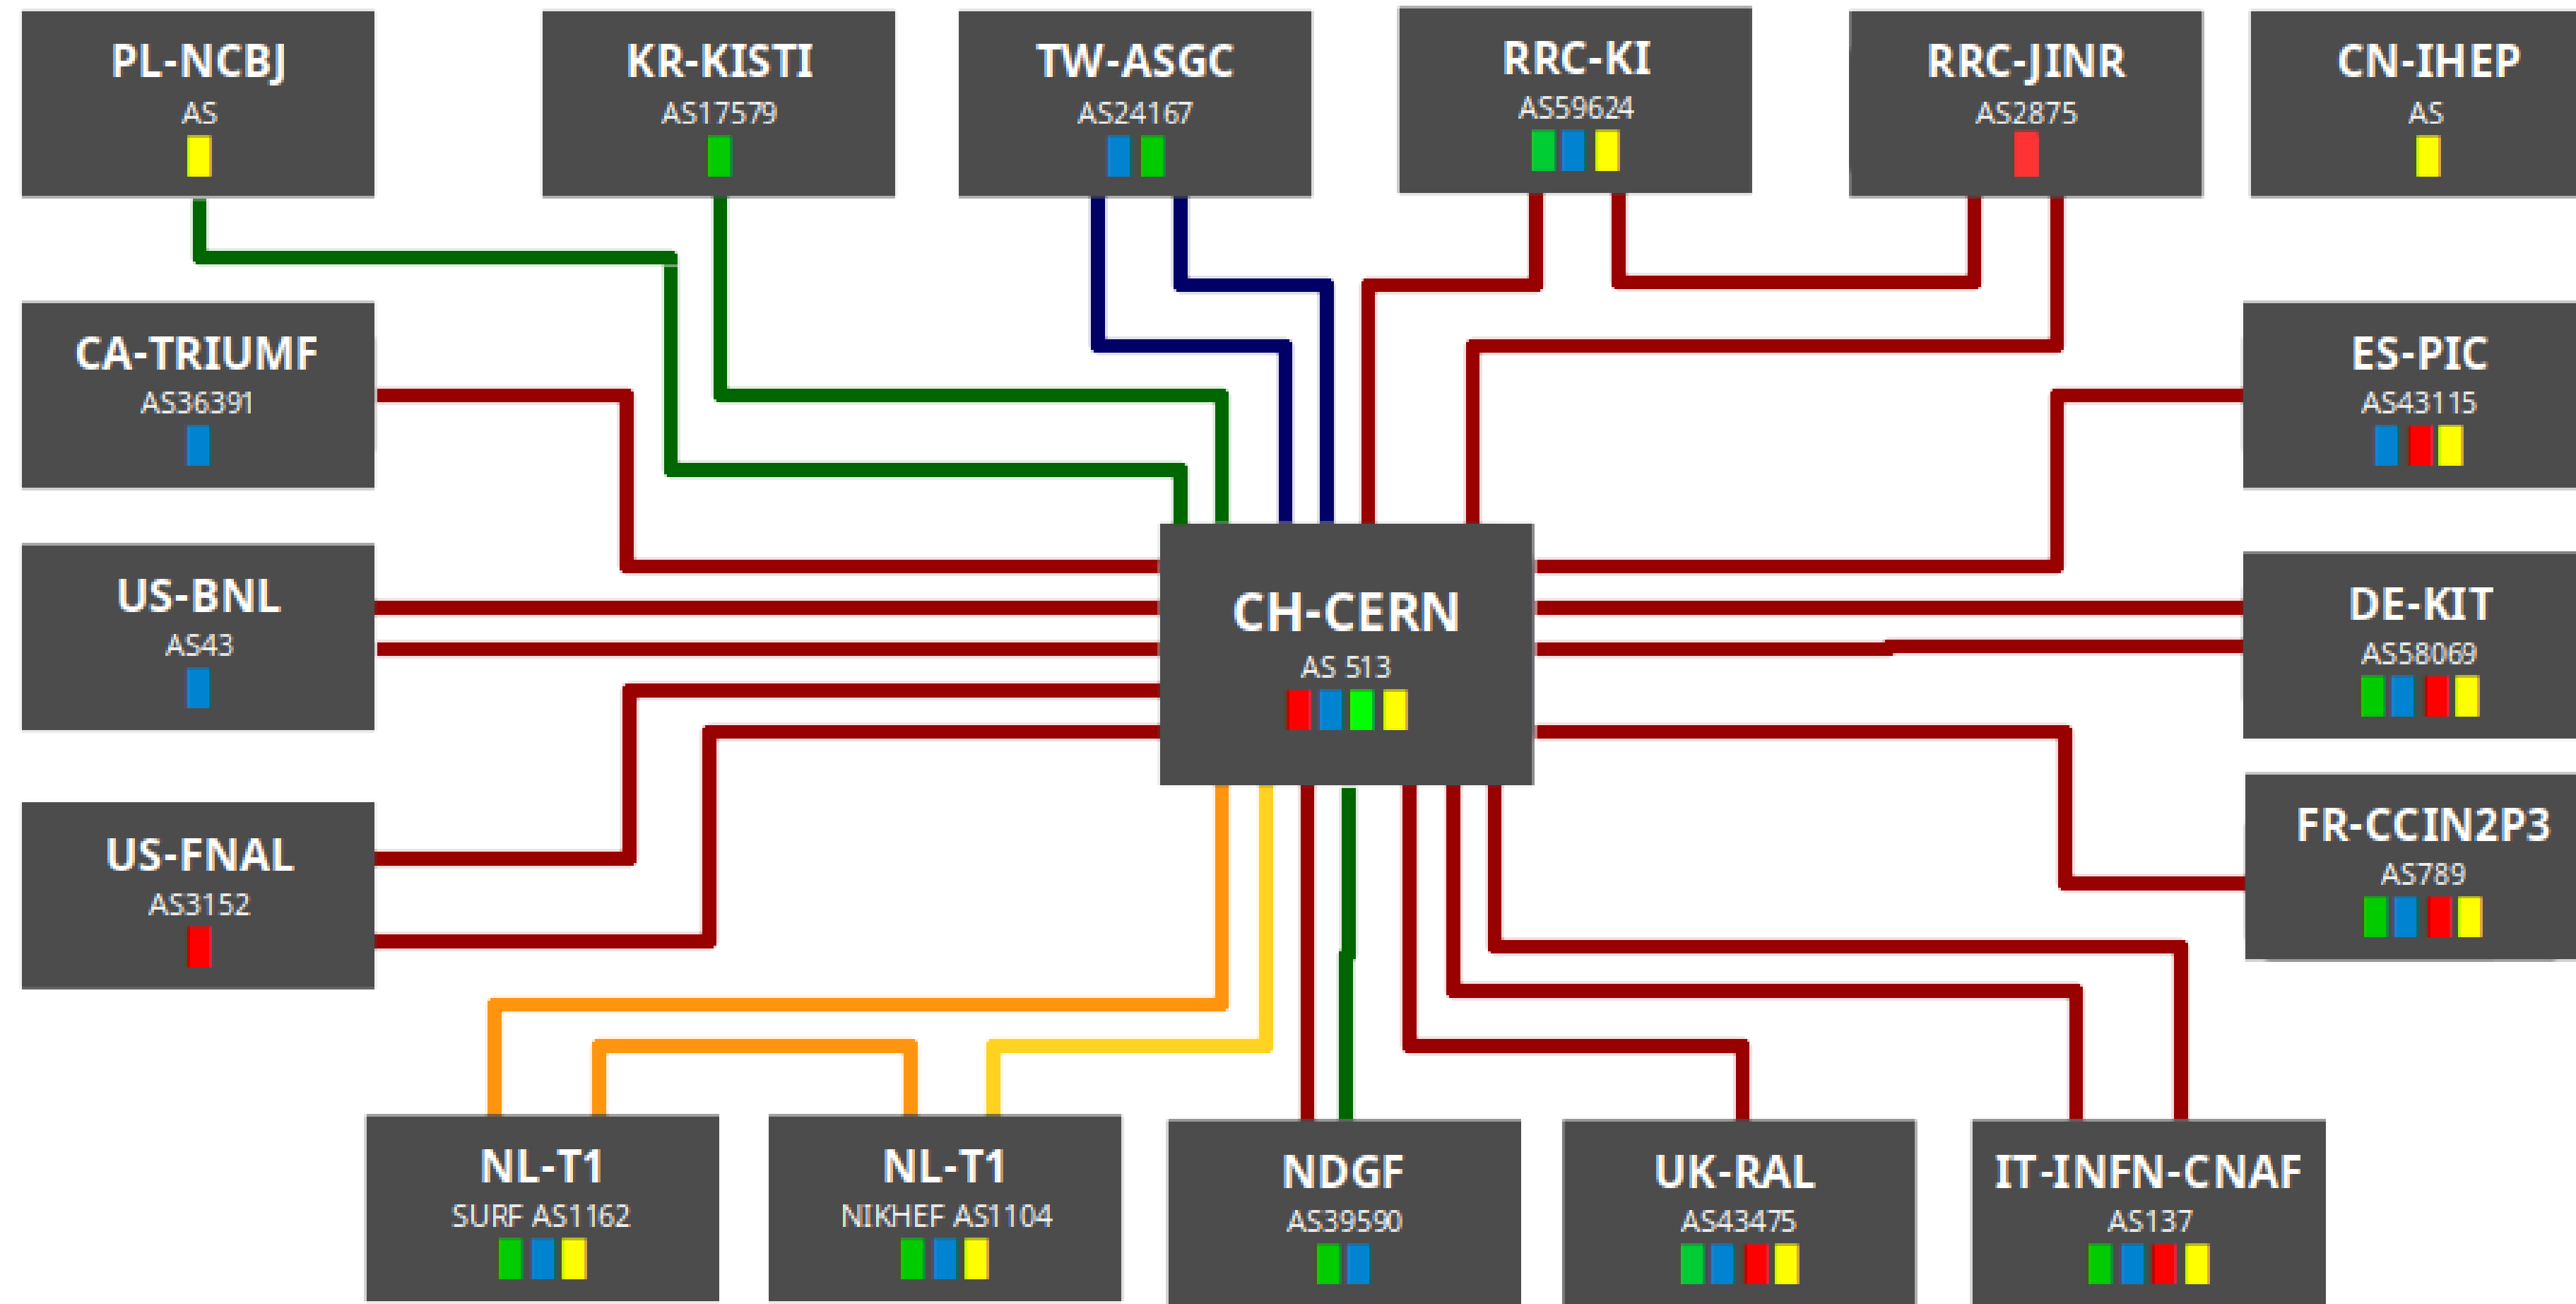 PL-NCBJ
AS
KR-KISTI
AS17579
TW-ASGC
AS24167
RRC-KI
AS59624
RRC-JINR
AS2875
CN-IHEP
AS
CA-TRIUMF
AS36391
ES-PIC
AS43115
US-BNL
AS43
CH-CERN
AS 513
DE-KIT
AS58069
US-FNAL
AS3152
FR-CCIN2P3
AS789
NL-T1
SURF AS1162
NL-T1
NIKHEF AS1104
NDGF
AS39590
UK-RAL
AS43475
IT-INFN-CNAF
AS137